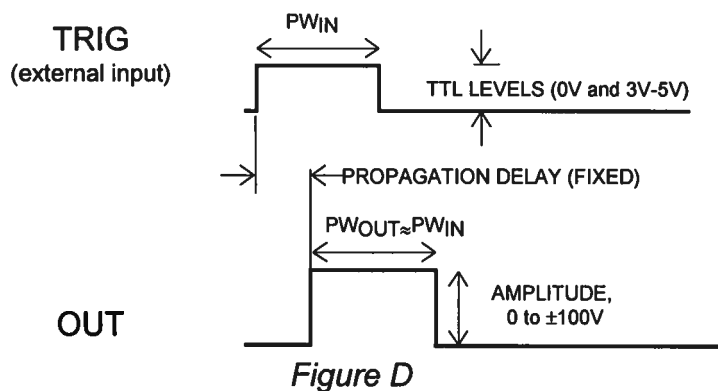 TRIG
(external input)
PWIN
TTL LEVELS (0V and 3V-5V)
PROPAGATION DELAY (FIXED)
PWOUT≈PWIN
AMPLITUDE,
0 to ±100V
OUT
Figure D